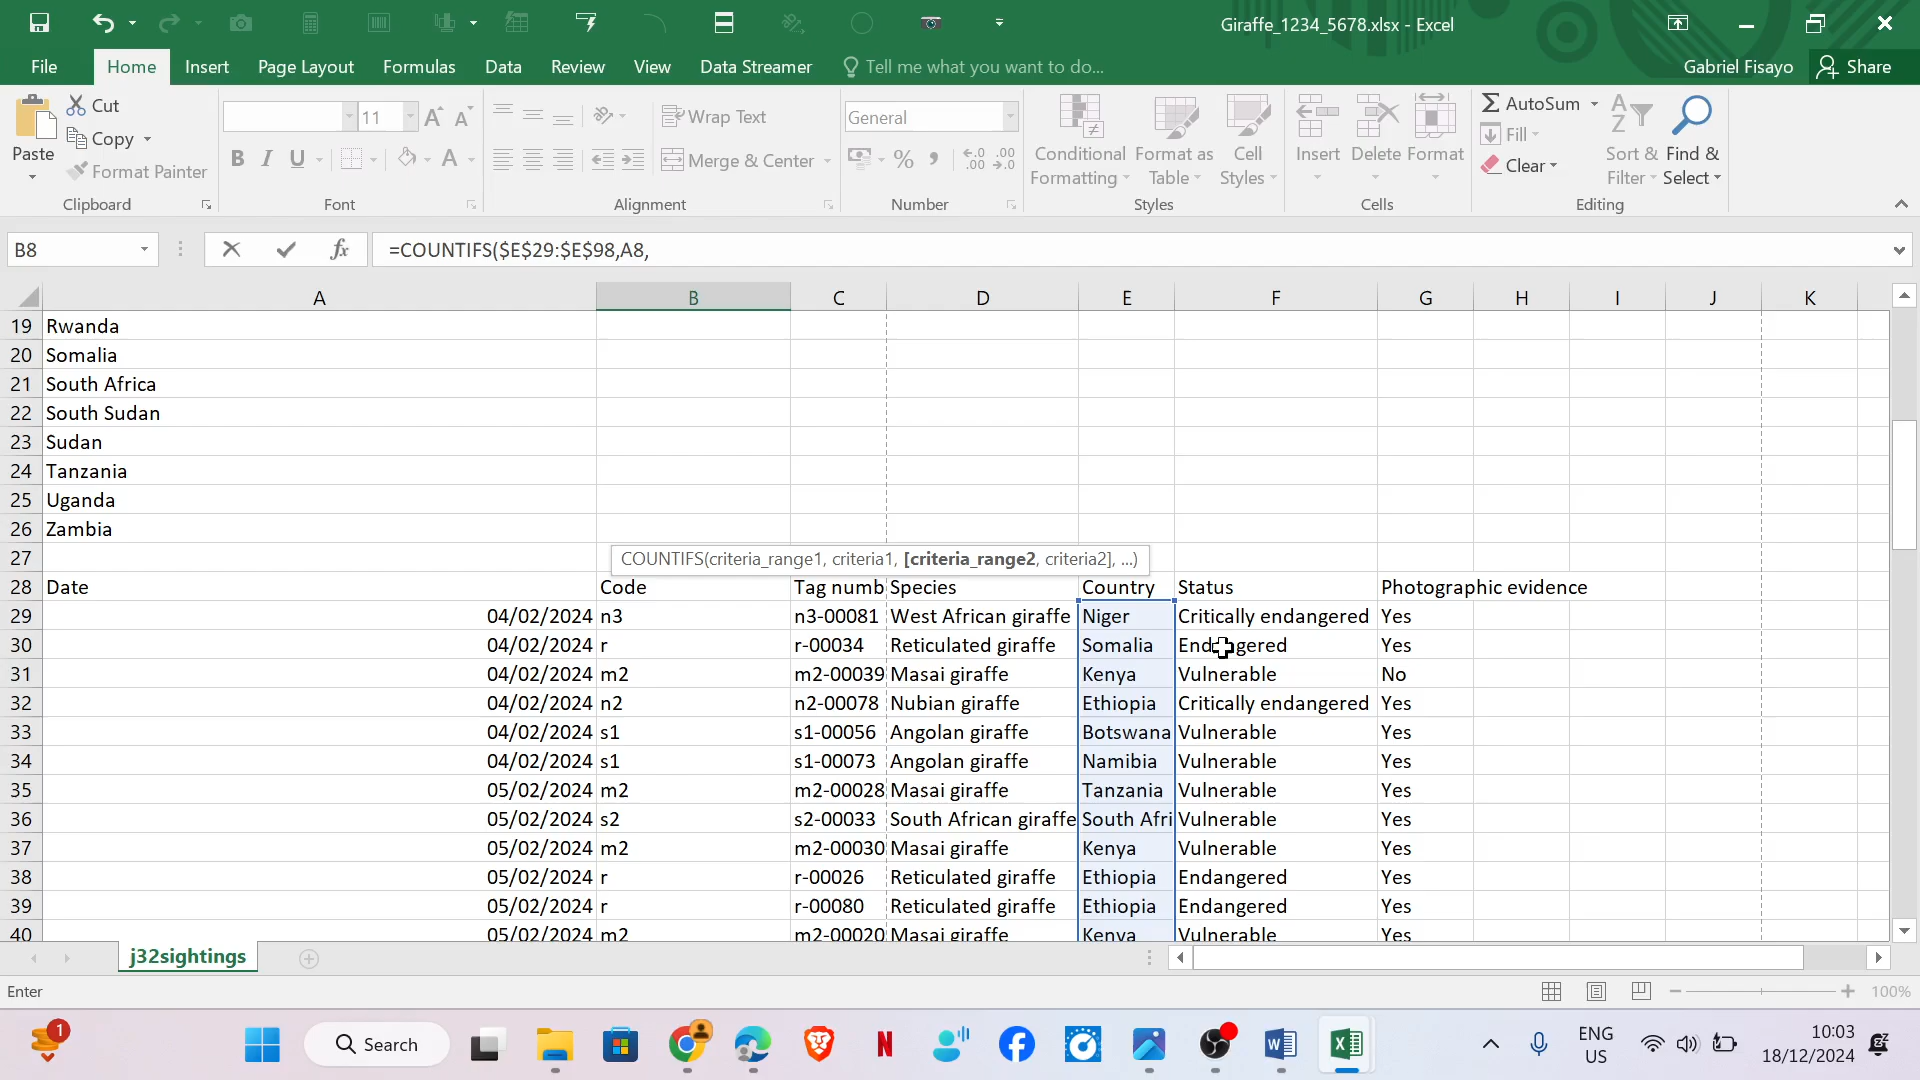 Giraffe_1234_5678.xlsx - Excel
File Home Insert Page Layout Formulas Data Review View Data Streamer Tell me what you want to do... Gabriel Fisayo Share
Paste Cut Copy Format Painter Clipboard
11 B I U A A A Font
Wrap Text Merge & Center Alignment
General % , .00 .0 Number
Conditional Formatting Format as Table Cell Styles Styles
Insert Delete Format Cells
AutoSum Fill Clear Sort & Filter Find & Select Editing
B8 fx =COUNTIFS($E$29:$E$98,A8,
A B C D E F G H I J K
19 Rwanda
20 Somalia
21 South Africa
22 South Sudan
23 Sudan
24 Tanzania
25 Uganda
26 Zambia
27
COUNTIFS(criteria_range1, criteria1, [criteria_range2, criteria2], ...)
28 Date Code Tag numb Species Country Status Photographic evidence
29 04/02/2024 n3 n3-00081 West African giraffe Niger Critically endangered Yes
30 04/02/2024 r r-00034 Reticulated giraffe Somalia Endangered Yes
31 04/02/2024 m2 m2-00039 Masai giraffe Kenya Vulnerable No
32 04/02/2024 n2 n2-00078 Nubian giraffe Ethiopia Critically endangered Yes
33 04/02/2024 s1 s1-00056 Angolan giraffe Botswana Vulnerable Yes
34 04/02/2024 s1 s1-00073 Angolan giraffe Namibia Vulnerable Yes
35 05/02/2024 m2 m2-00028 Masai giraffe Tanzania Vulnerable Yes
36 05/02/2024 s2 s2-00033 South African giraffe South Afri Vulnerable Yes
37 05/02/2024 m2 m2-00030 Masai giraffe Kenya Vulnerable Yes
38 05/02/2024 r r-00026 Reticulated giraffe Ethiopia Endangered Yes
39 05/02/2024 r r-00080 Reticulated giraffe Ethiopia Endangered Yes
40 05/02/2024 m2 m2-00020 Masai giraffe Kenya Vulnerable Yes
j32sightings
Enter 100%
1 Search N ENG US 10:03 18/12/2024